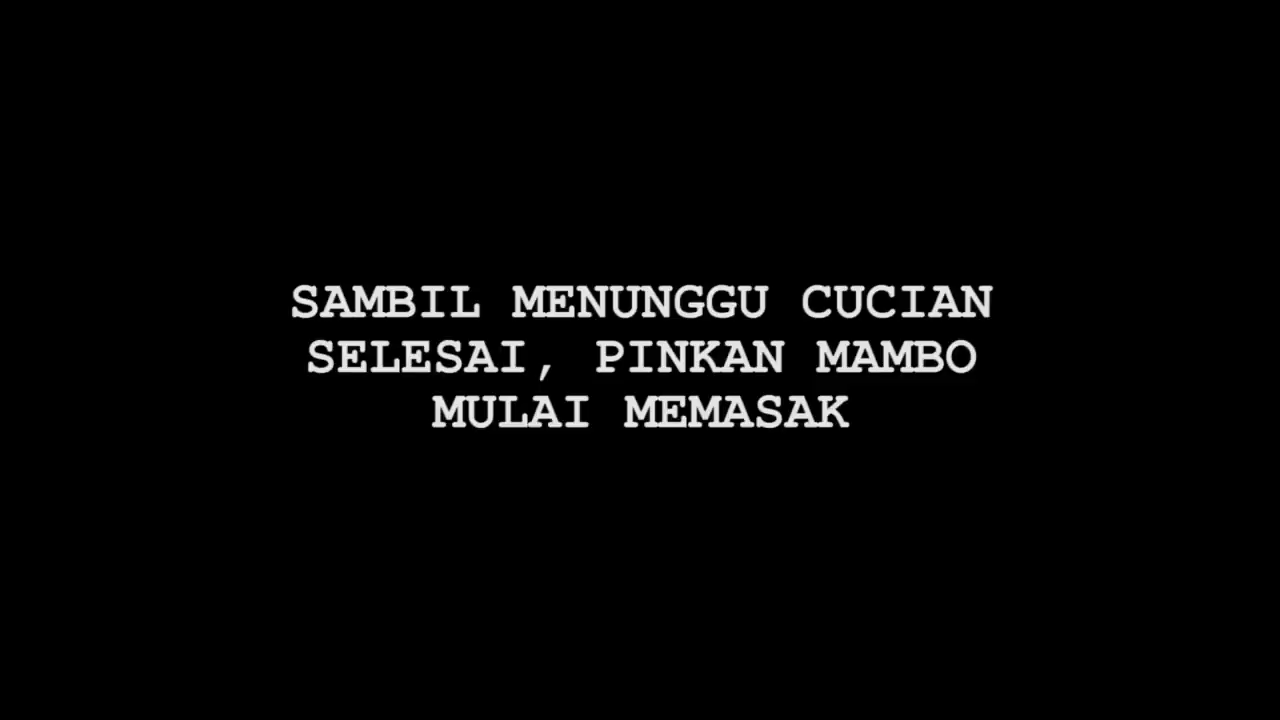 SAMBIL MENUNGGU CUCIAN
SELESAI, PINKAN MAMBO
MULAI MEMASAK